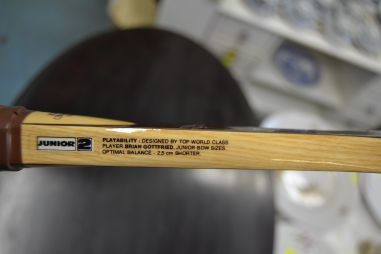 JUNIOR 2
PLAYABILITY : DESIGNED BY TOP WORLD CLASS
PLAYER BRIAN GOTTFRIED, JUNIOR BOW SIZES.
OPTIMAL BALANCE - 2.5 cm SHORTER.